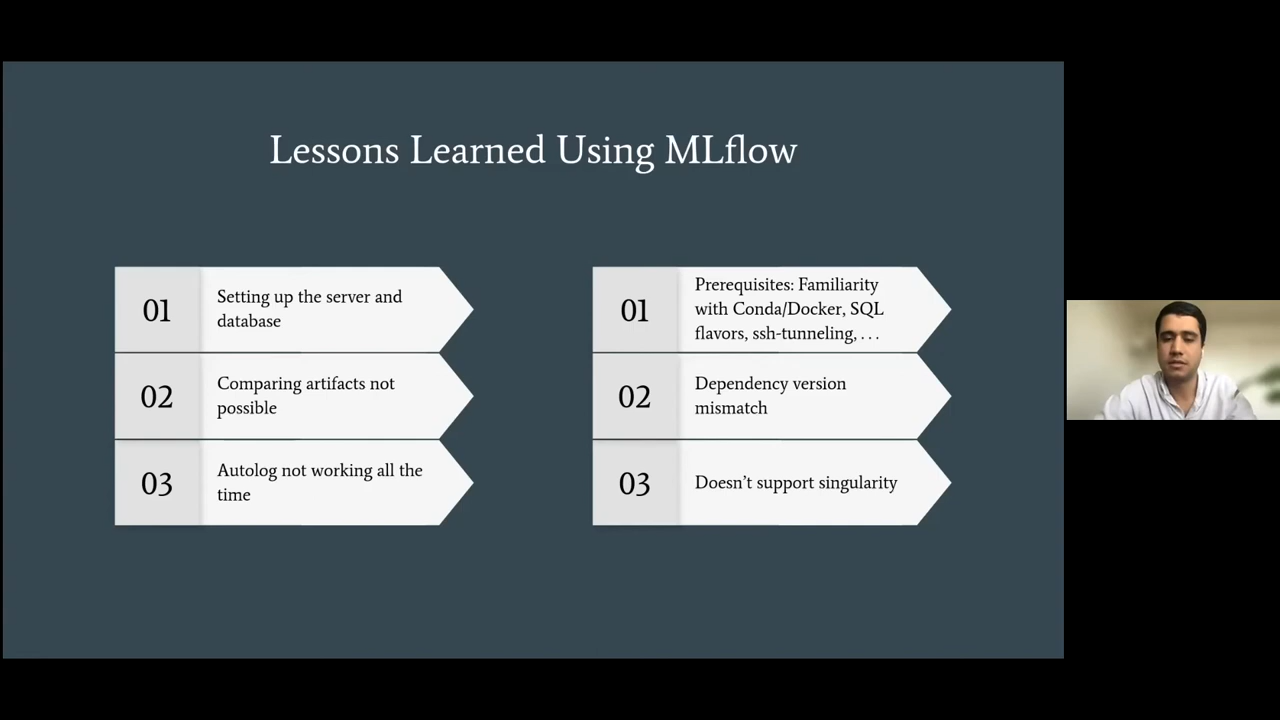 Lessons Learned Using MLflow
01
Setting up the server and
database
02
Comparing artifacts not
possible
03
Autolog not working all the
time
01
Prerequisites: Familiarity
with Conda/Docker, SQL
flavors, ssh-tunneling, . . .
02
Dependency version
mismatch
03
Doesn’t support singularity